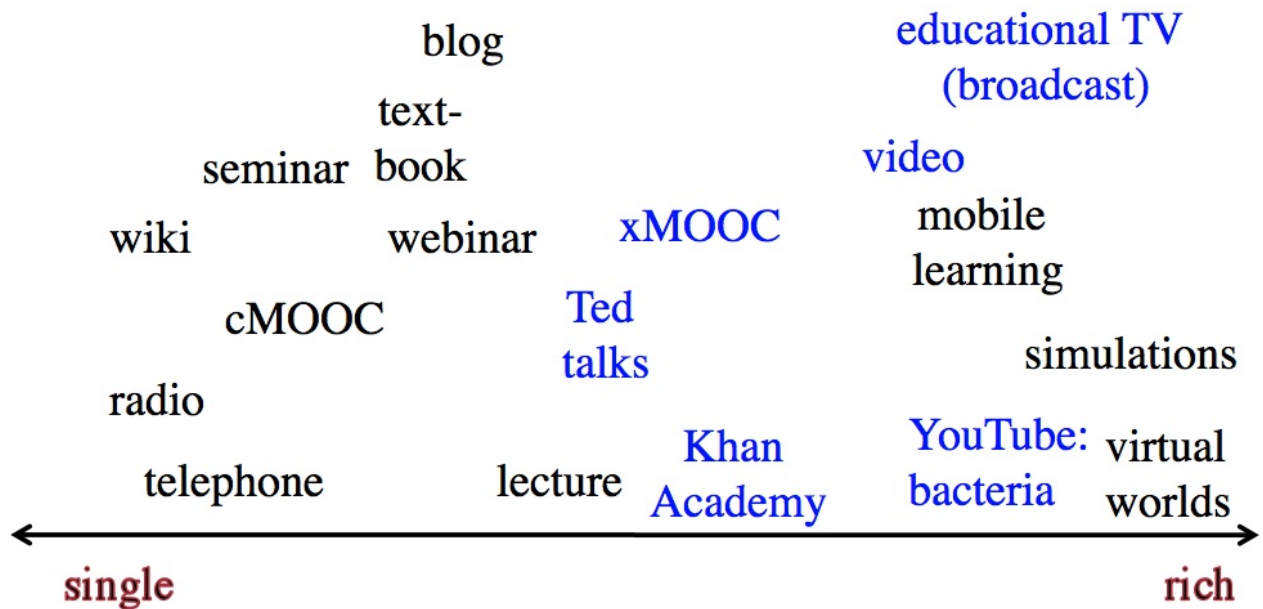 blog
educational TV
(broadcast)
text-
book
seminar
video
wiki
webinar
xMOOC
mobile
learning
cMOOC
Ted
talks
simulations
radio
telephone
lecture
Khan
Academy
YouTube:
bacteria
virtual
worlds
single
rich